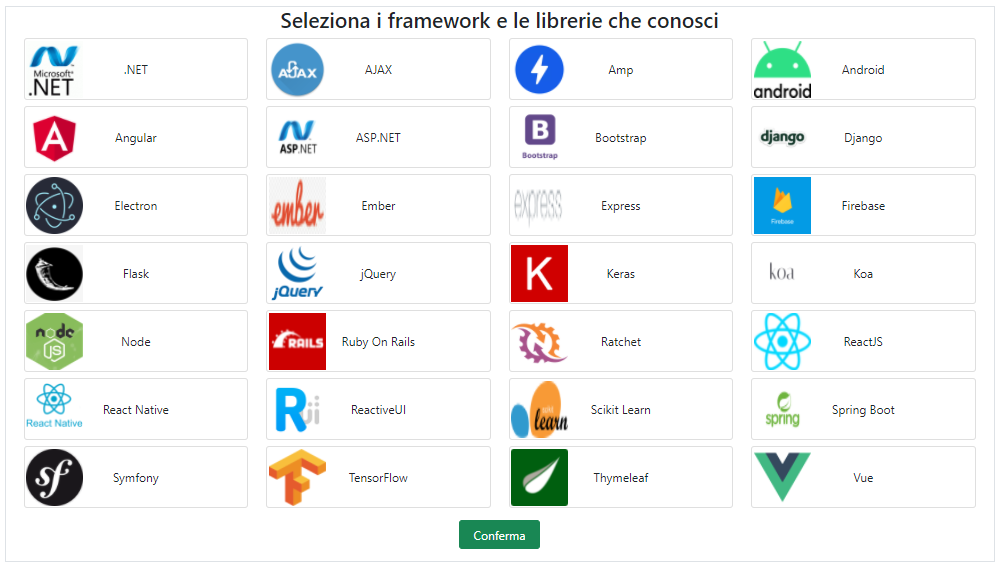 Seleziona i framework e le librerie che conosci
Microsoft®
.NET
.NET
AJAX
AJAX
Amp
android
Android
Angular
ASP.NET
ASP.NET
Bootstrap
Bootstrap
django
Django
Electron
ember
Ember
express
Express
Firebase
Firebase
Flask
jQuery
jQuery
K
Keras
koa
Koa
node
JS
Node
RAILS
Ruby On Rails
Ratchet
ReactJS
React Native
React Native
R
ui
ReactiveUI
learn
Scikit Learn
spring
Spring Boot
sf
Symfony
TensorFlow
Thymeleaf
Vue
Conferma